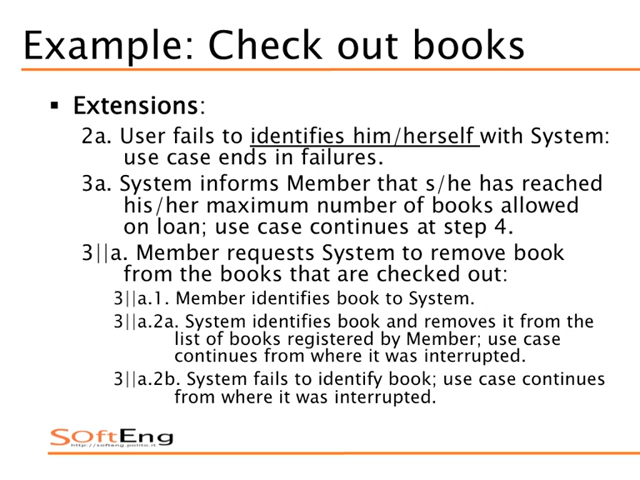 Example: Check out books
▪ Extensions:
2a. User fails to identifies him/herself with System:
use case ends in failures.
3a. System informs Member that s/he has reached
his/her maximum number of books allowed
on loan; use case continues at step 4.
3||a. Member requests System to remove book
from the books that are checked out:
3||a.1. Member identifies book to System.
3||a.2a. System identifies book and removes it from the
list of books registered by Member; use case
continues from where it was interrupted.
3||a.2b. System fails to identify book; use case continues
from where it was interrupted.
SOftEng
http://softeng.polito.it